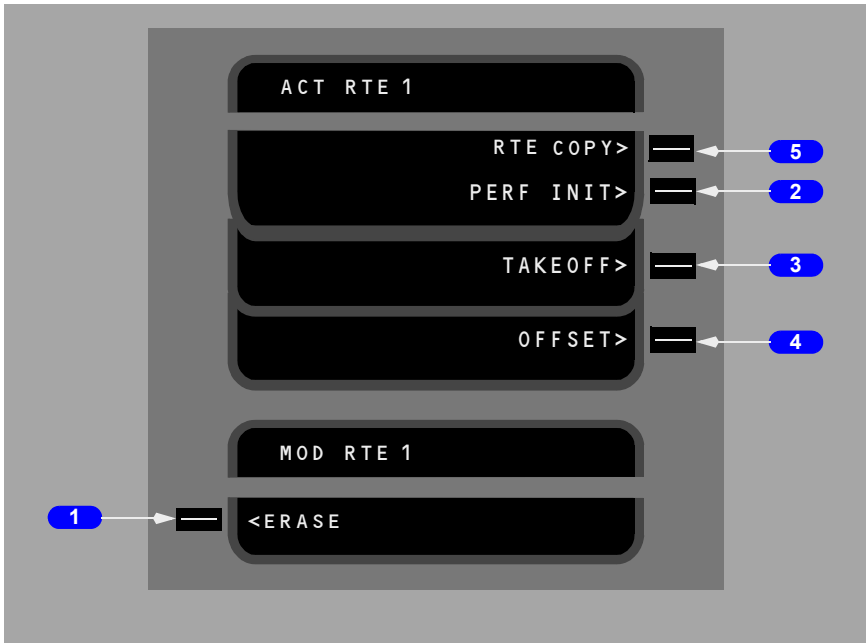 ACT RTE 1
RTE COPY> 5
PERF INIT> 2
TAKEOFF> 3
OFFSET> 4
MOD RTE 1
1 <ERASE